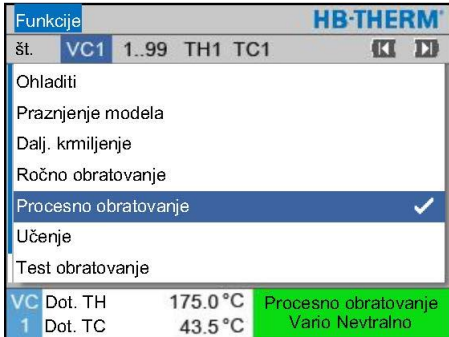 Funkcije HB-THERM®
št. VC1 1..99 TH1 TC1
Ohladiti
Praznjenje modela
Dalj. krmiljenje
Ročno obratovanje
Procesno obratovanje
Učenje
Test obratovanje
VC Dot. TH 175.0°C Procesno obratovanje
1 Dot. TC 43.5°C Vario Nevtralno